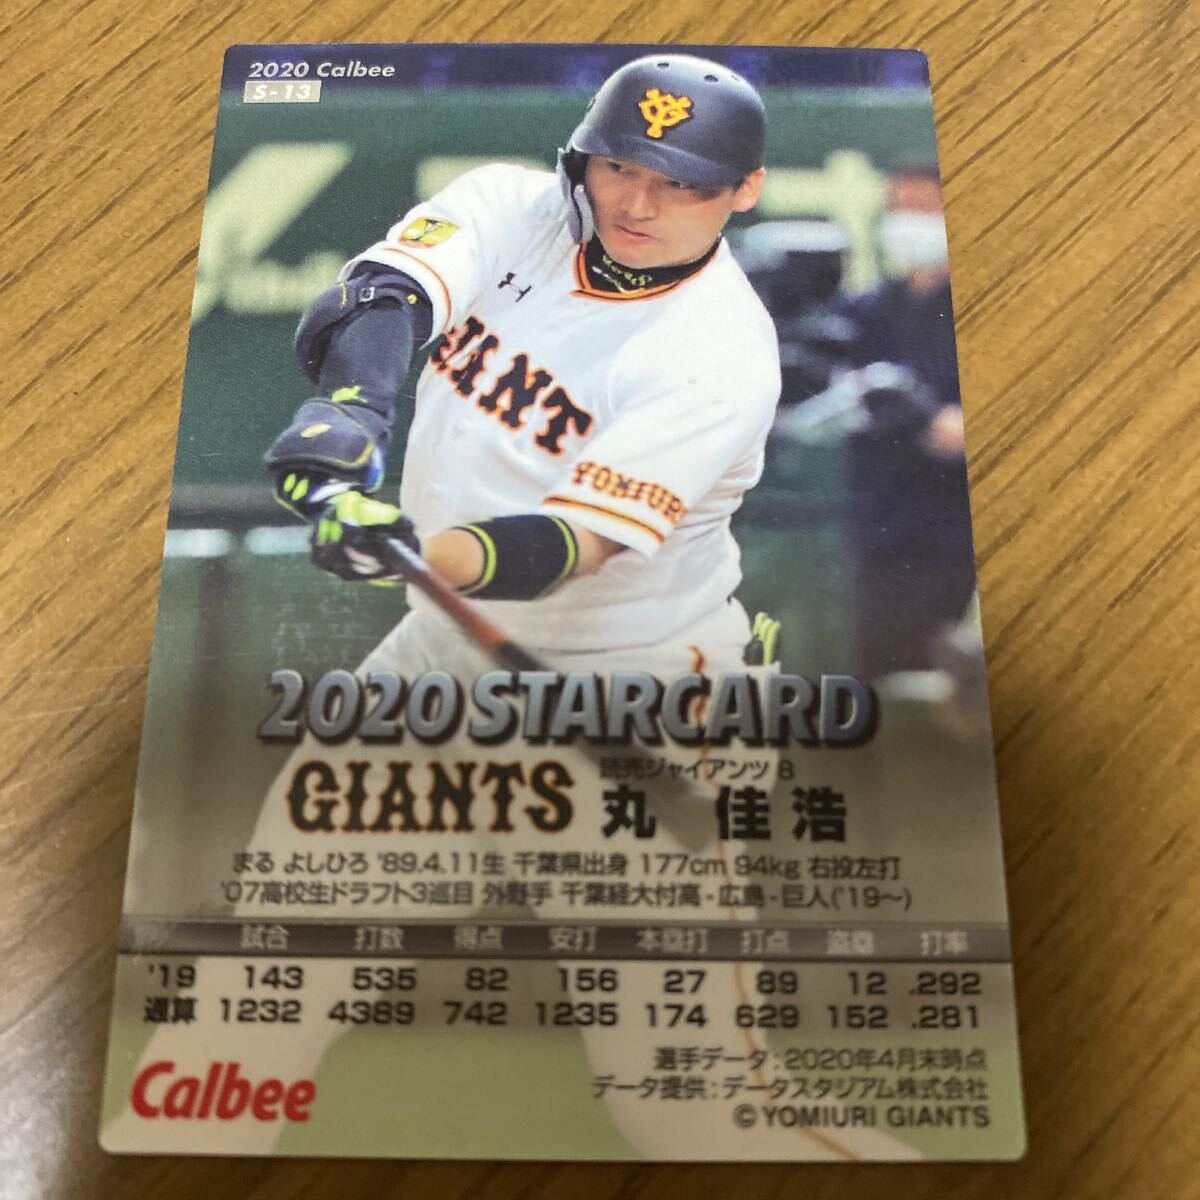 2020 Calbee
S-13
GIANT
YOMIURI
2020 STARCARD
GIANTS
読売ジャイアンツ 8
丸 佳浩
まる よしひろ '89.4.11生 千葉県出身 177cm 94kg 右投左打
'07高校生ドラフト3巡目 外野手 千葉経大付高-広島-巨人('19〜)
試合 打数 得点 安打 本塁打 打点 盗塁 打率
'19 143 535 82 156 27 89 12 .292
通算 1232 4389 742 1235 174 629 152 .281
選手データ:2020年4月末時点
Calbee
データ提供:データスタジアム株式会社
©YOMIURI GIANTS